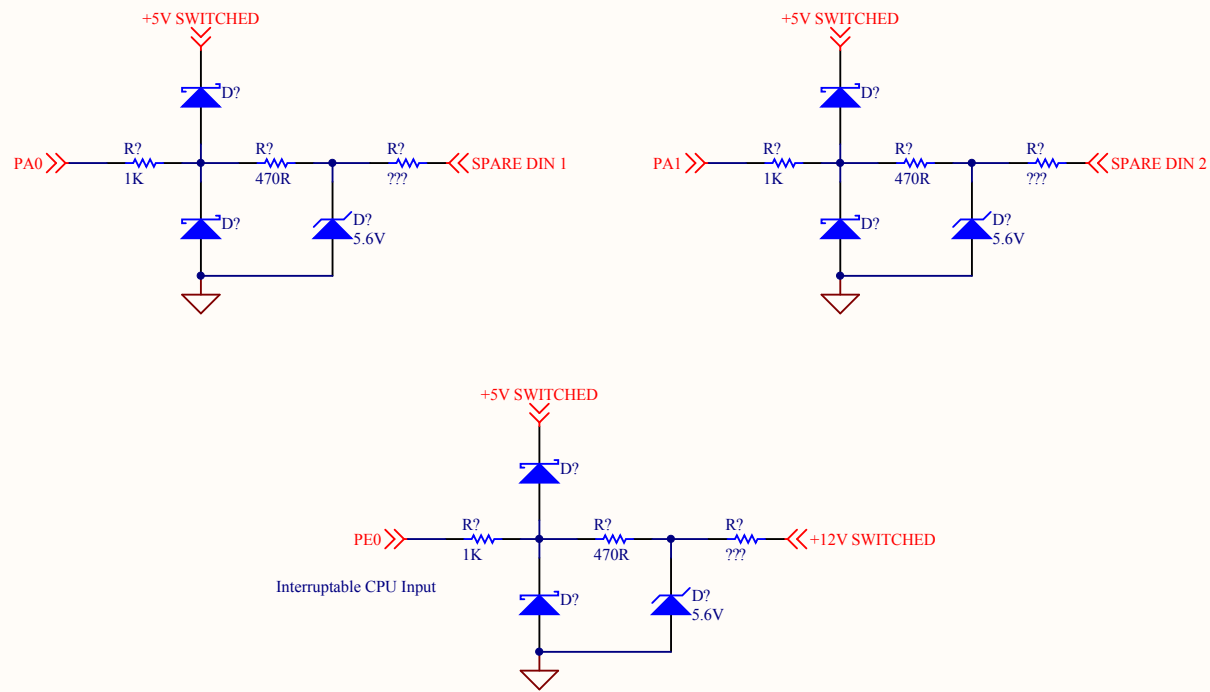 +5V SWITCHED
D?
PA0
R?
1K
R?
470R
R?
???
SPARE DIN 1
D?
D?
5.6V
+5V SWITCHED
D?
PA1
R?
1K
R?
470R
R?
???
SPARE DIN 2
D?
D?
5.6V
+5V SWITCHED
D?
PE0
R?
1K
R?
470R
R?
???
+12V SWITCHED
Interruptable CPU Input
D?
D?
5.6V